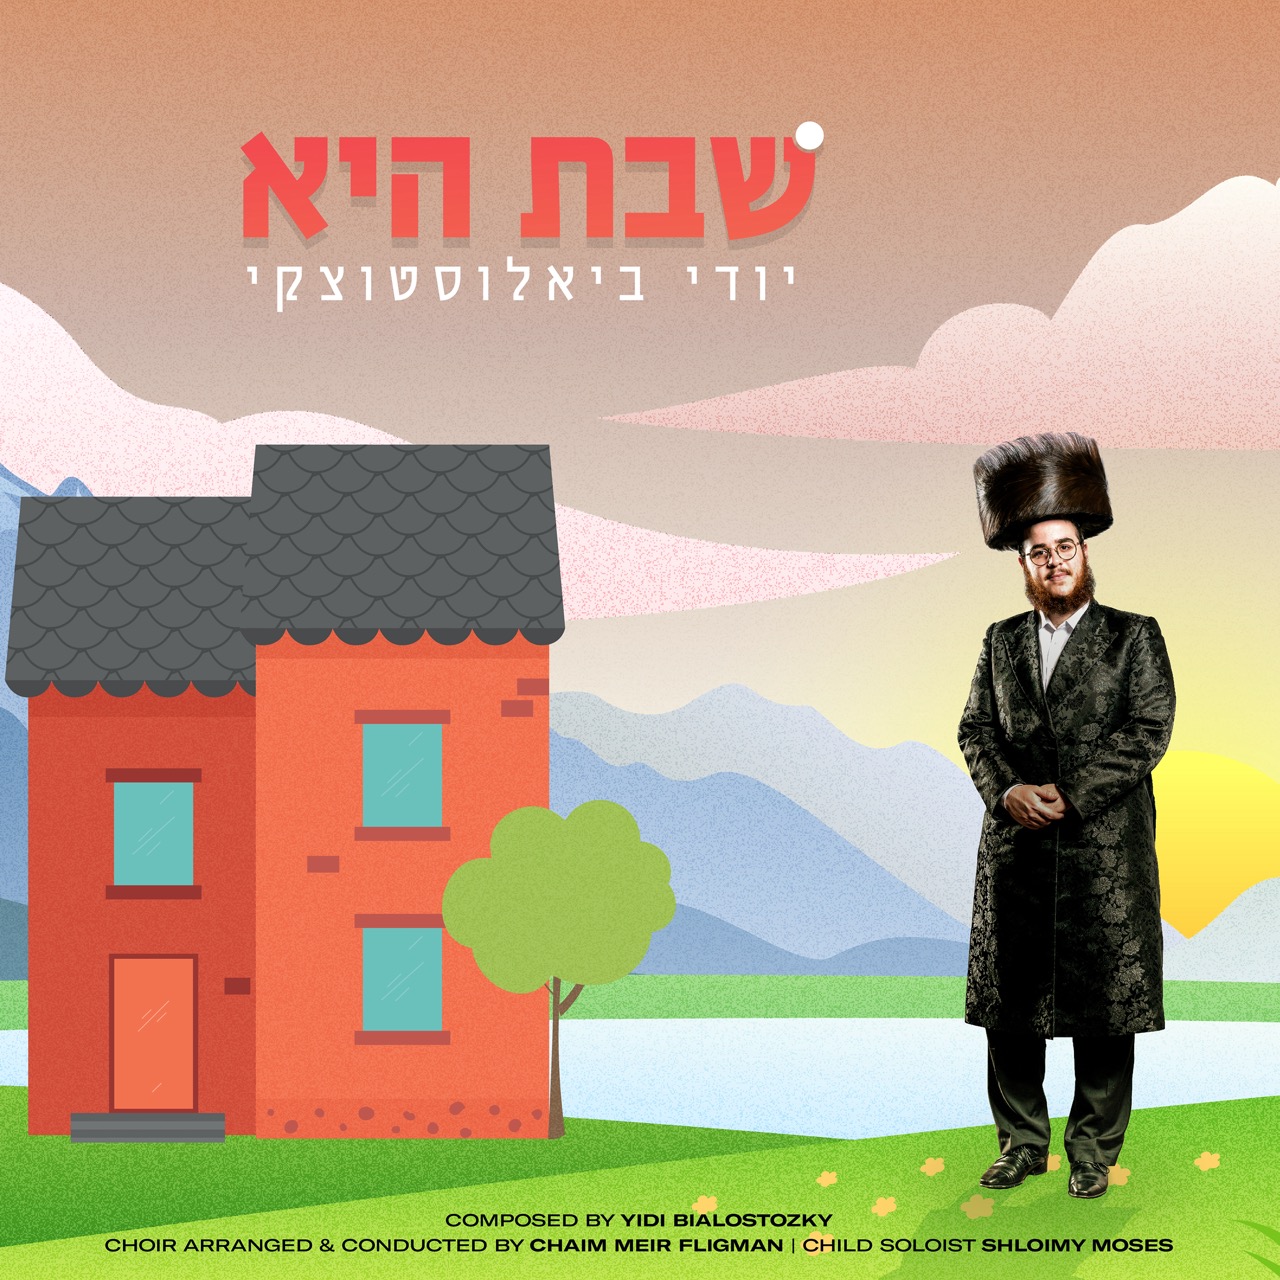 שבת היא
יודי ביאלוסטוצקי
COMPOSED BY YIDI BIALOSTOZKY
CHOIR ARRANGED & CONDUCTED BY CHAIM MEIR FLIGMAN | CHILD SOLOIST SHLOIMY MOSES